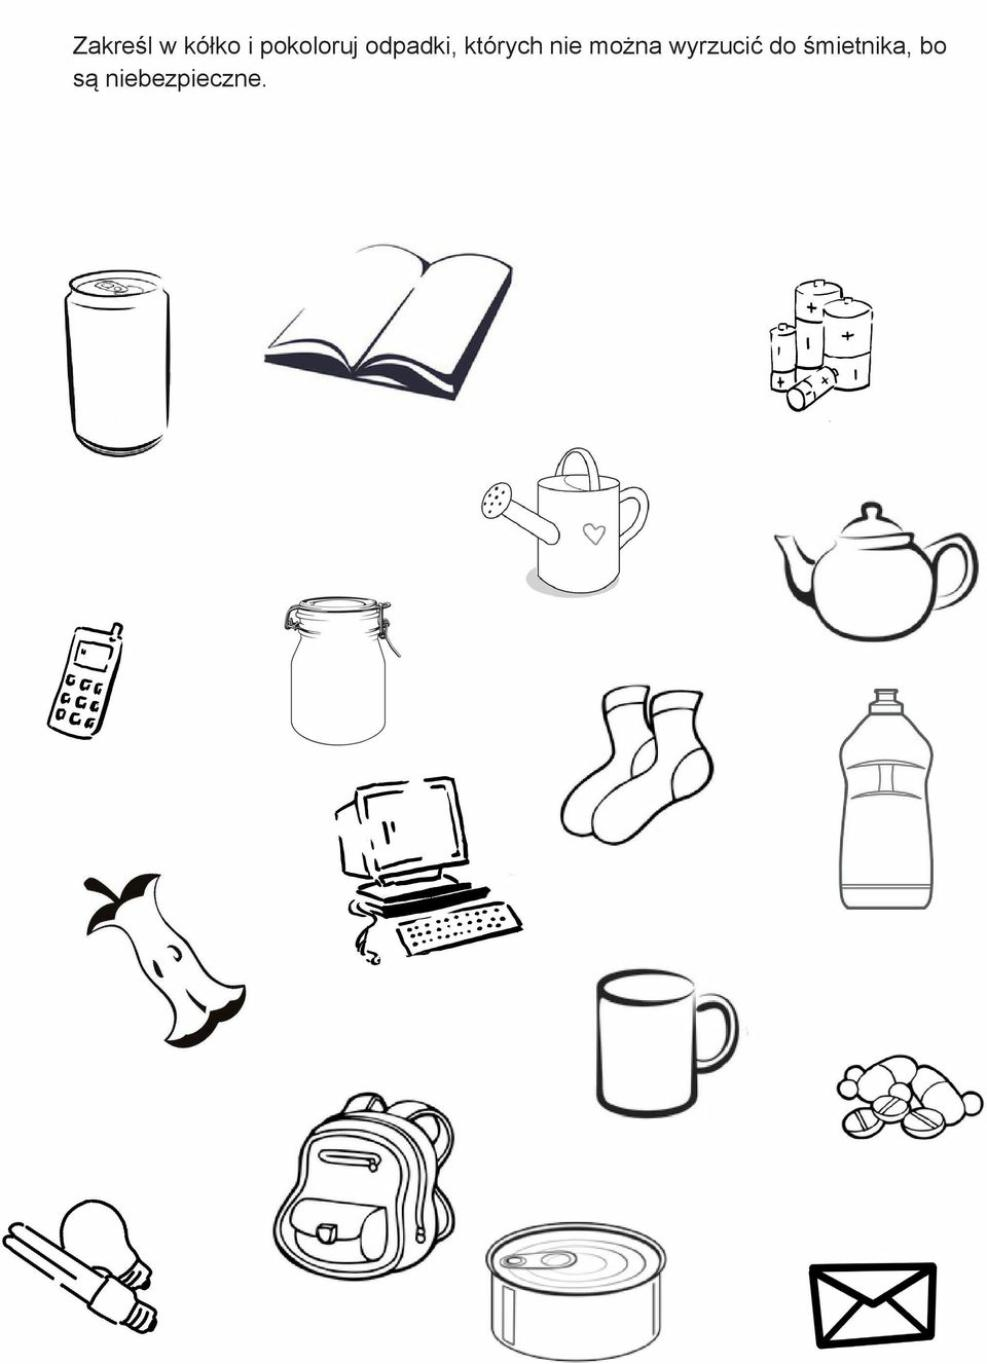 Zakreśl w kółko i pokoloruj odpadki, których nie można wyrzucić do śmietnika, bo
są niebezpieczne.